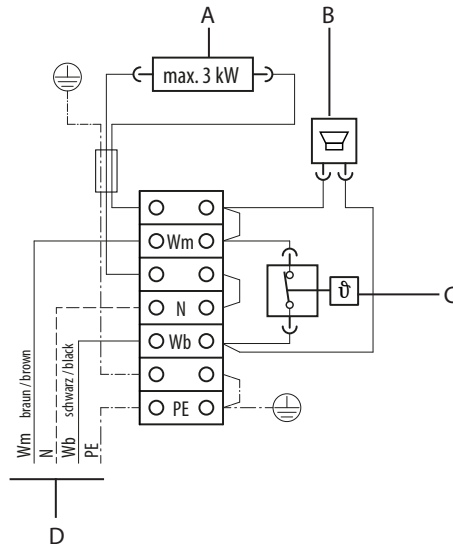 A
B
max. 3 kW
Wm
N
ϑ
C
Wb
PE
Wm braun / brown
N
Wb schwarz / black
PE
D